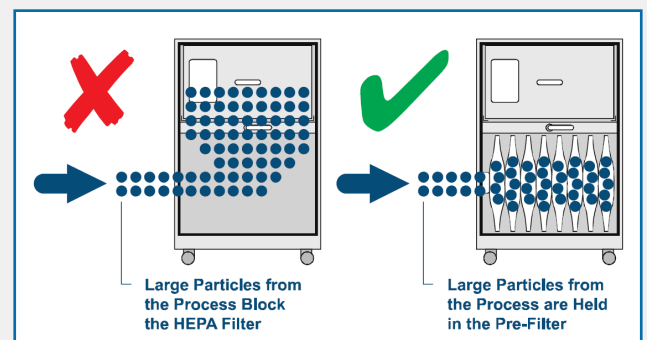 Large Particles from
the Process Block
the HEPA Filter
Large Particles from
the Process are Held
in the Pre-Filter